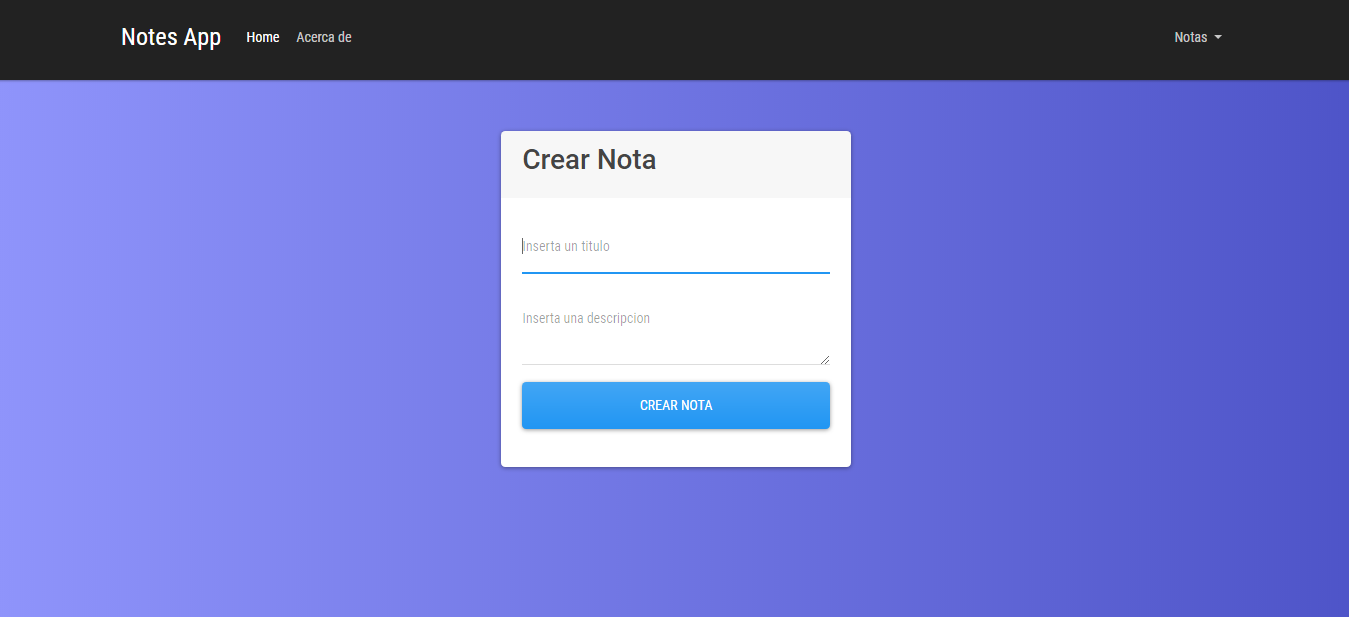 Notes App Home Acerca de Notas
Crear Nota
Inserta un titulo
Inserta una descripcion
CREAR NOTA